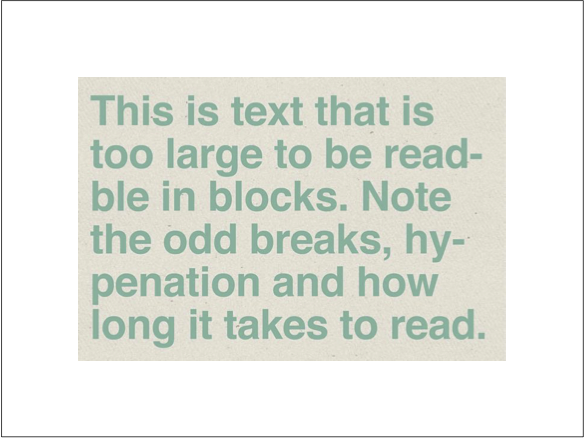 This is text that is
too large to be read-
ble in blocks. Note
the odd breaks, hy-
penation and how
long it takes to read.